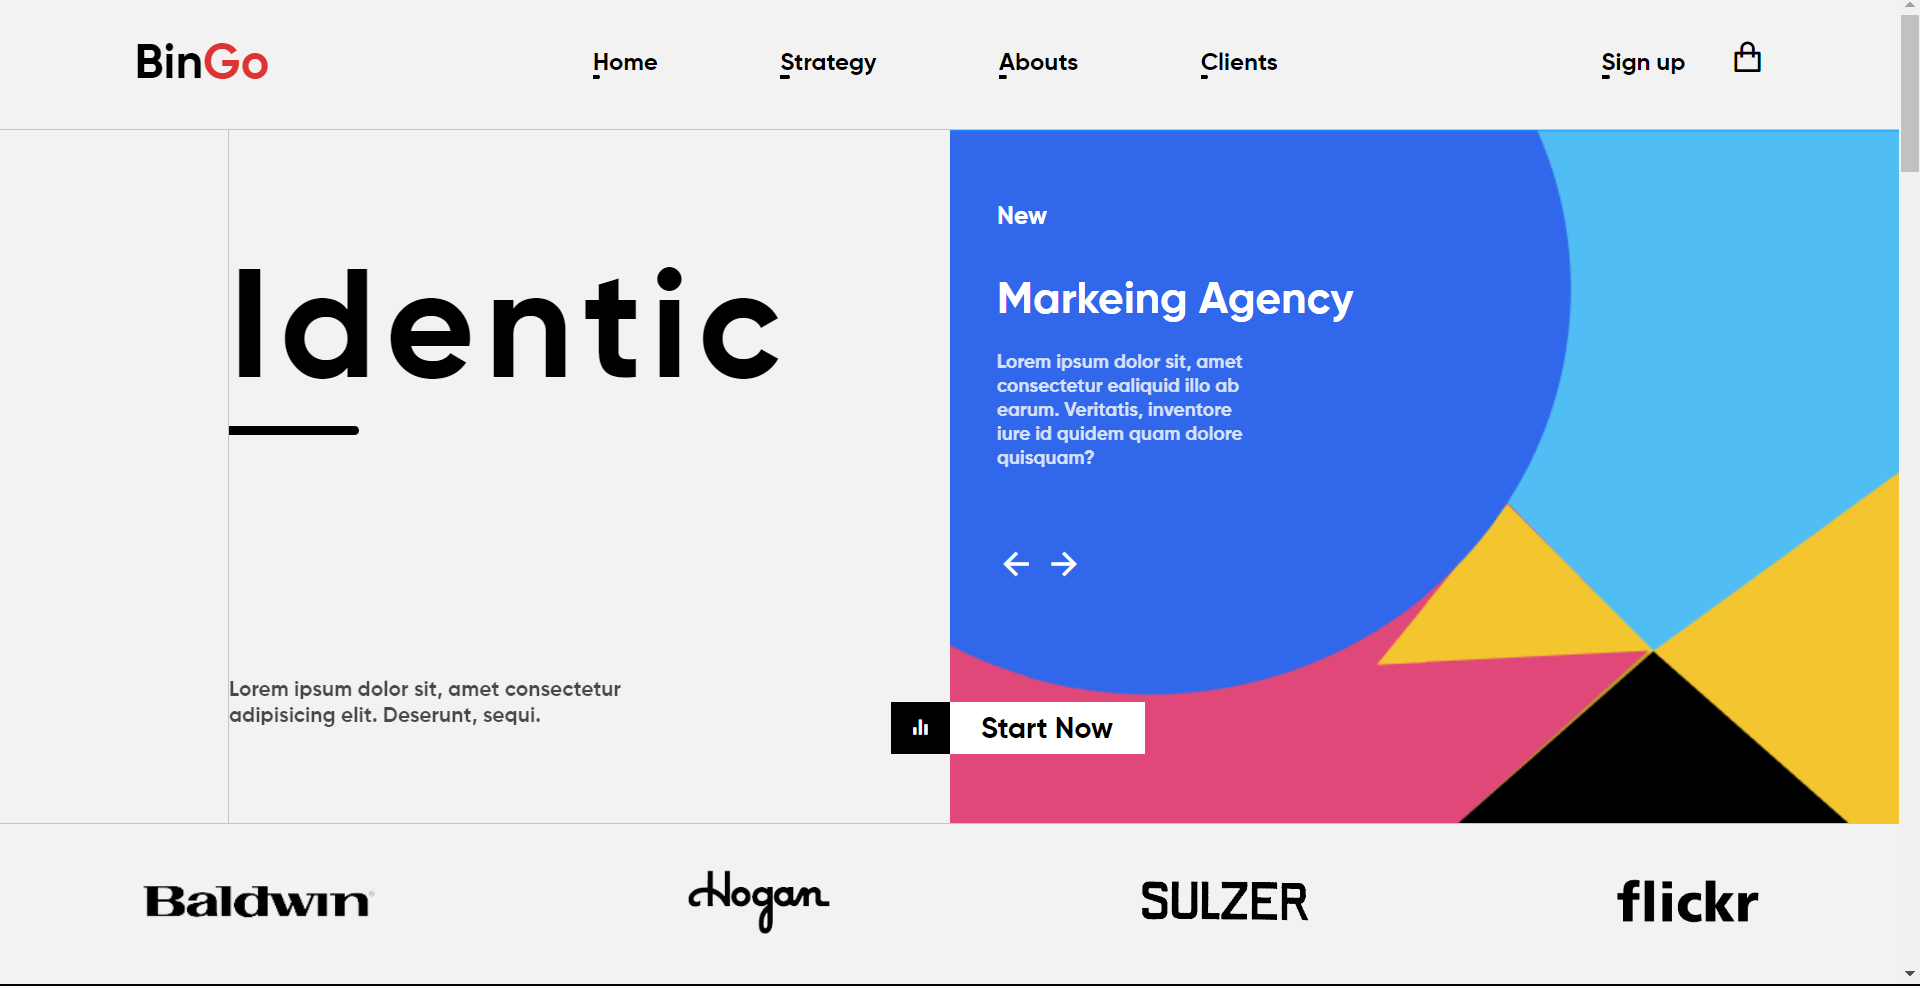 BinGo
Home
Strategy
Abouts
Clients
Sign up
Identic
Lorem ipsum dolor sit, amet consectetur
adipisicing elit. Deserunt, sequi.
New
Markeing Agency
Lorem ipsum dolor sit, amet
consectetur ealiquid illo ab
earum. Veritatis, inventore
iure id quidem quam dolore
quisquam?
Start Now
Baldwin
Hogan
SULZER
flickr